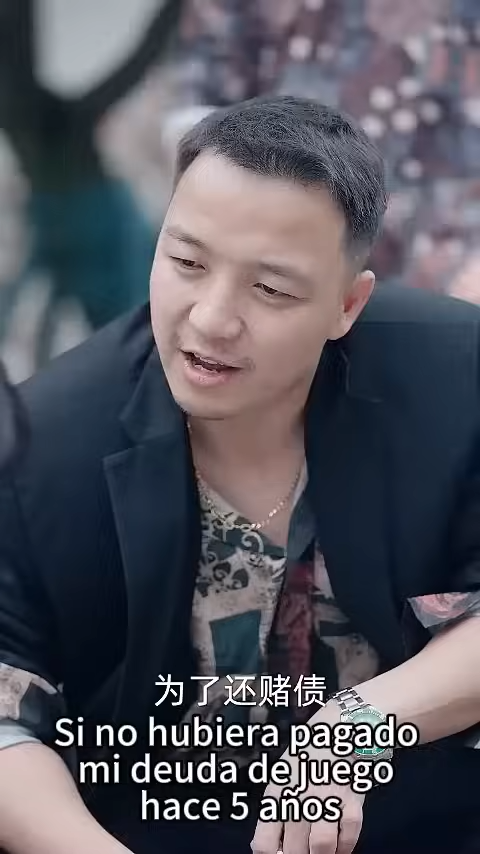 为了还赌债
Si no hubiera pagado
mi deuda de juego
hace 5 años